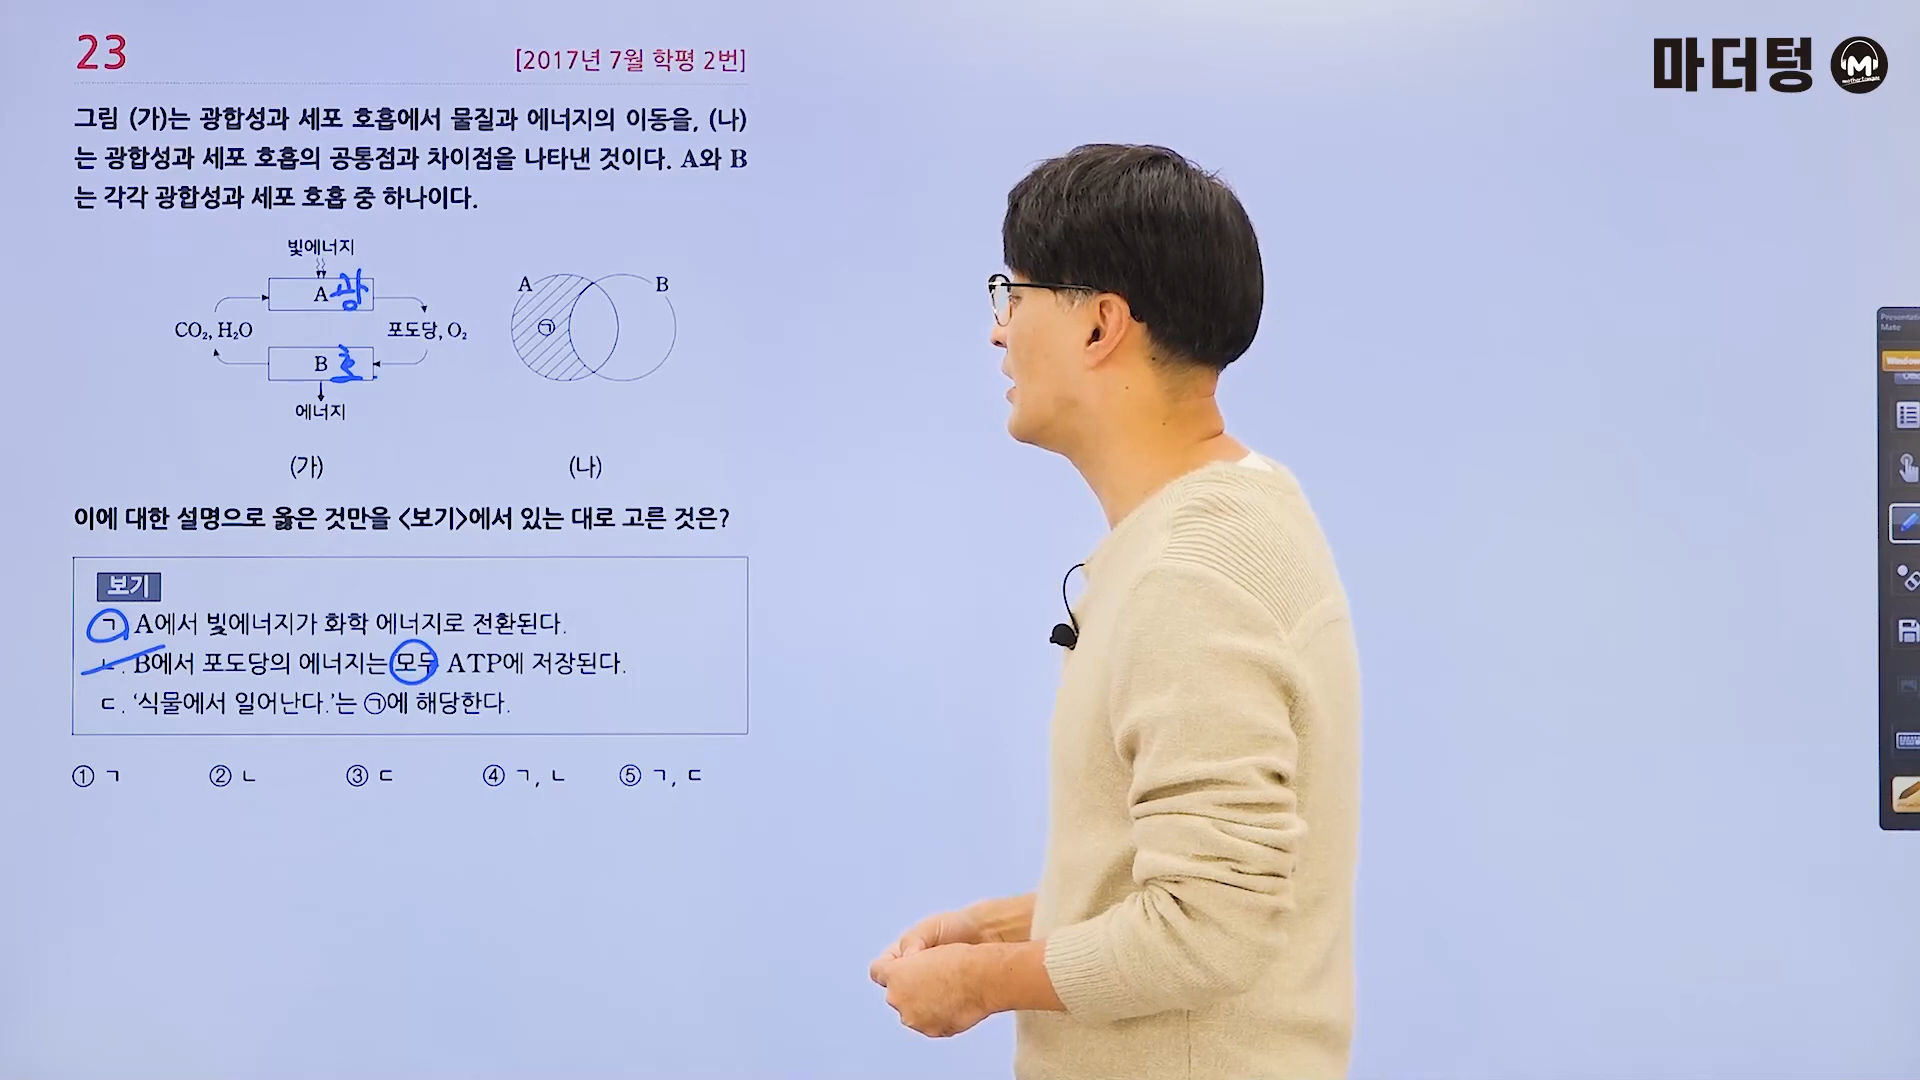 23
[2017년 7월 학평 2번]
마더텅
그림 (가)는 광합성과 세포 호흡에서 물질과 에너지의 이동을, (나)
는 광합성과 세포 호흡의 공통점과 차이점을 나타낸 것이다. A와 B
는 각각 광합성과 세포 호흡 중 하나이다.
빛에너지
A 광
CO₂, H₂O
포도당, O₂
B 호
에너지
(가)
A
B
㉠
(나)
이에 대한 설명으로 옳은 것만을 <보기>에서 있는 대로 고른 것은?
보기
ㄱ. A에서 빛에너지가 화학 에너지로 전환된다.
ㄴ. B에서 포도당의 에너지는 모두 ATP에 저장된다.
ㄷ. ‘식물에서 일어난다.’는 ㉠에 해당한다.
① ㄱ ② ㄴ ③ ㄷ ④ ㄱ, ㄴ ⑤ ㄱ, ㄷ